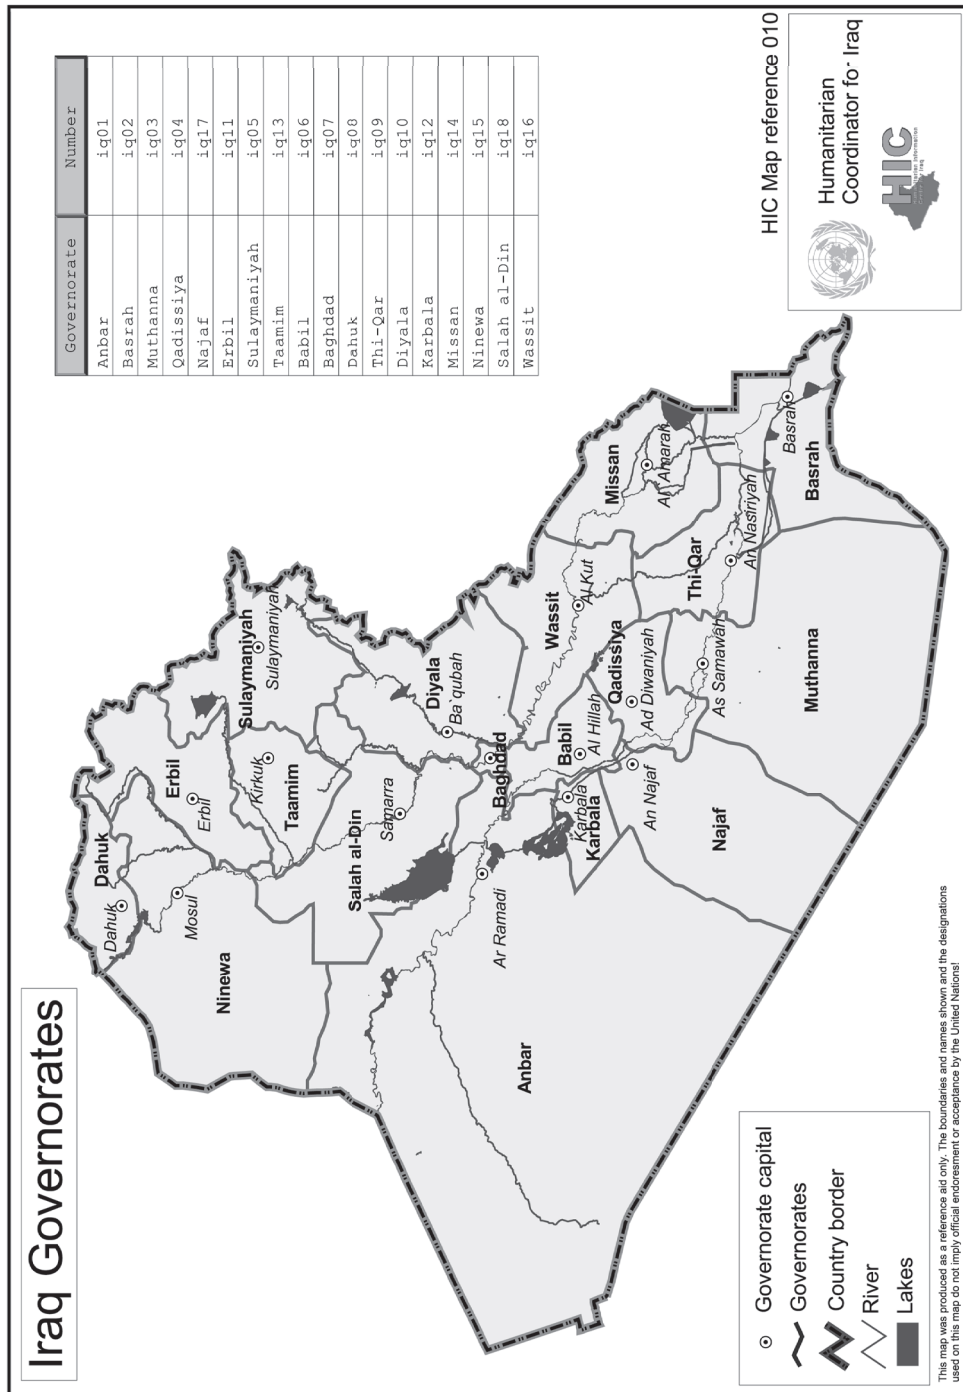 Iraq Governorates
Governorate Number
Anbar iq01
Basrah iq02
Muthanna iq03
Qadissiya iq04
Najaf iq17
Erbil iq11
Sulaymaniyah iq05
Taamim iq13
Babil iq06
Baghdad iq07
Dahuk iq08
Thi-Qar iq09
Diyala iq10
Karbala iq12
Missan iq14
Ninewa iq15
Salah al-Din iq18
Wassit iq16
Dahuk
Dahuk
Mosul
Ninewa
Erbil
Erbil
Sulaymaniyah
Sulaymaniyah
Kirkuk
Taamim
Salah al-Din
Samarra
Diyala
Ba`qubah
Baghdad
Ar Ramadi
Anbar
Karbala
Karbala
Babil
Al Hillah
Wassit
Al Kut
Qadissiya
Ad Diwaniyah
An Najaf
Najaf
Missan
An Amarah
Thi-Qar
An Nasiriyah
As Samawah
Muthanna
Basrah
Basrah
Governorate capital
Governorates
Country border
River
Lakes
HIC Map reference 010
Humanitarian
Coordinator for Iraq
HIC
This map was produced as a reference aid only. The boundaries and names shown and the designations
used on this map do not imply official endoresment or acceptance by the United Nations!